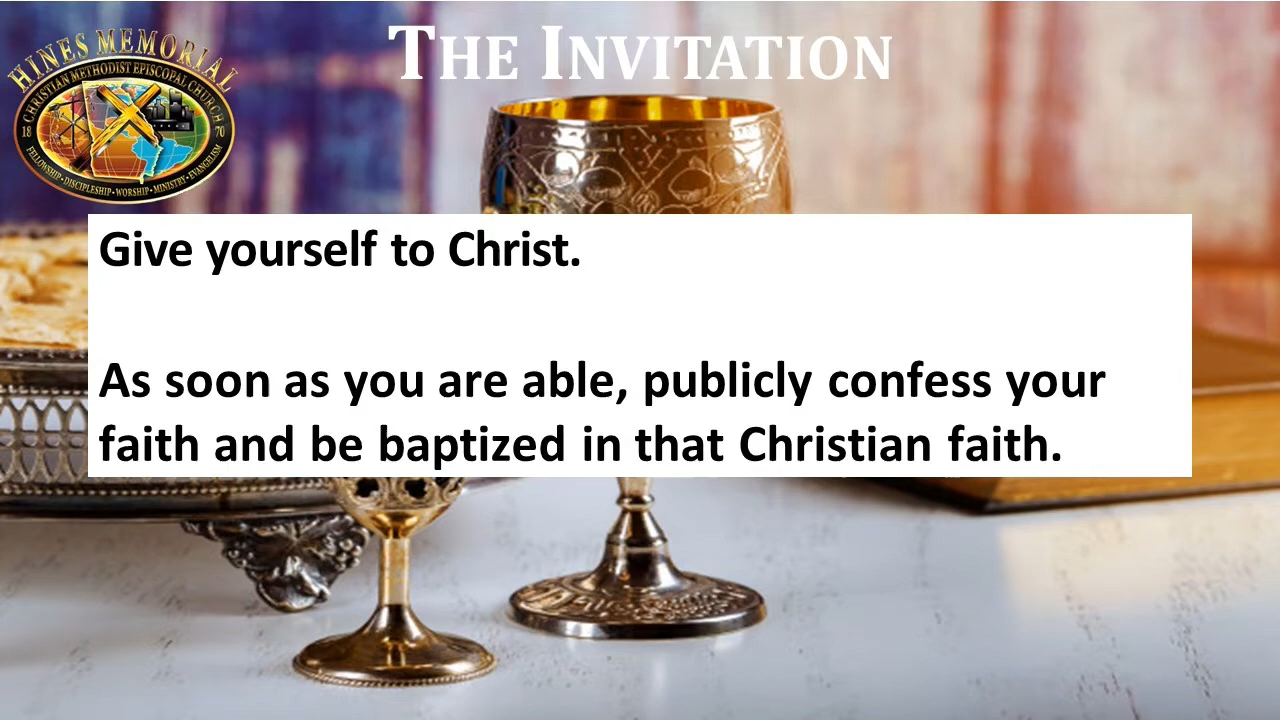 THE INVITATION
HINES MEMORIAL
CHRISTIAN METHODIST EPISCOPAL CHURCH
18 70
FELLOWSHIP • DISCIPLESHIP • WORSHIP • MINISTRY • EVANGELISM
Give yourself to Christ.
As soon as you are able, publicly confess your
faith and be baptized in that Christian faith.